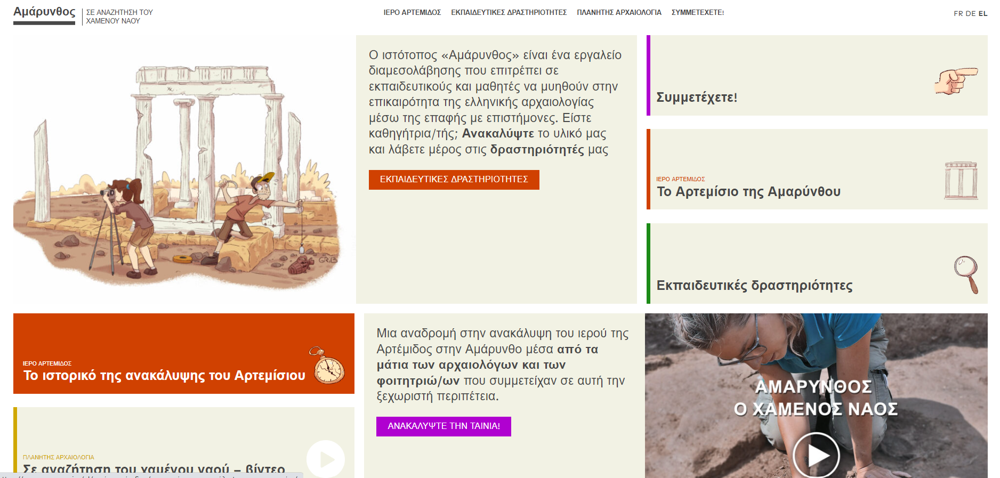 Αμάρυνθος
ΣΕ ΑΝΑΖΗΤΗΣΗ ΤΟΥ
ΧΑΜΕΝΟΥ ΝΑΟΥ
ΙΕΡΟ ΑΡΤΕΜΙΔΟΣ ΕΚΠΑΙΔΕΥΤΙΚΕΣ ΔΡΑΣΤΗΡΙΟΤΗΤΕΣ ΠΛΑΝΗΤΗΣ ΑΡΧΑΙΟΛΟΓΙΑ ΣΥΜΜΕΤΕΧΕΤΕ!
FR DE EL
GRIB
Ο ιστότοπος «Αμάρυνθος» είναι ένα εργαλείο
διαμεσολάβησης που επιτρέπει σε
εκπαιδευτικούς και μαθητές να μυηθούν στην
επικαιρότητα της ελληνικής αρχαιολογίας
μέσω της επαφής με επιστήμονες. Είστε
καθηγήτρια/τής; Ανακαλύψτε το υλικό μας
και λάβετε μέρος στις δραστηριότητές μας
ΕΚΠΑΙΔΕΥΤΙΚΕΣ ΔΡΑΣΤΗΡΙΟΤΗΤΕΣ
Συμμετέχετε!
ΙΕΡΟ ΑΡΤΕΜΙΔΟΣ
Το Αρτεμίσιο της Αμαρύνθου
Εκπαιδευτικές δραστηριότητες
ΙΕΡΟ ΑΡΤΕΜΙΔΟΣ
Το ιστορικό της ανακάλυψης του Αρτεμίσιου
ΠΛΑΝΗΤΗΣ ΑΡΧΑΙΟΛΟΓΙΑ
Σε αναζήτηση του χαμένου ναού – βίντεο
Μια αναδρομή στην ανακάλυψη του ιερού της
Αρτέμιδος στην Αμάρυνθο μέσα από τα
μάτια των αρχαιολόγων και των
φοιτητριώ/ων που συμμετείχαν σε αυτή την
ξεχωριστή περιπέτεια.
ΑΝΑΚΑΛΥΨΤΕ ΤΗΝ ΤΑΙΝΙΑ!
ΑΜΑΡΥΝΘΟΣ
Ο ΧΑΜΕΝΟΣ ΝΑΟΣ